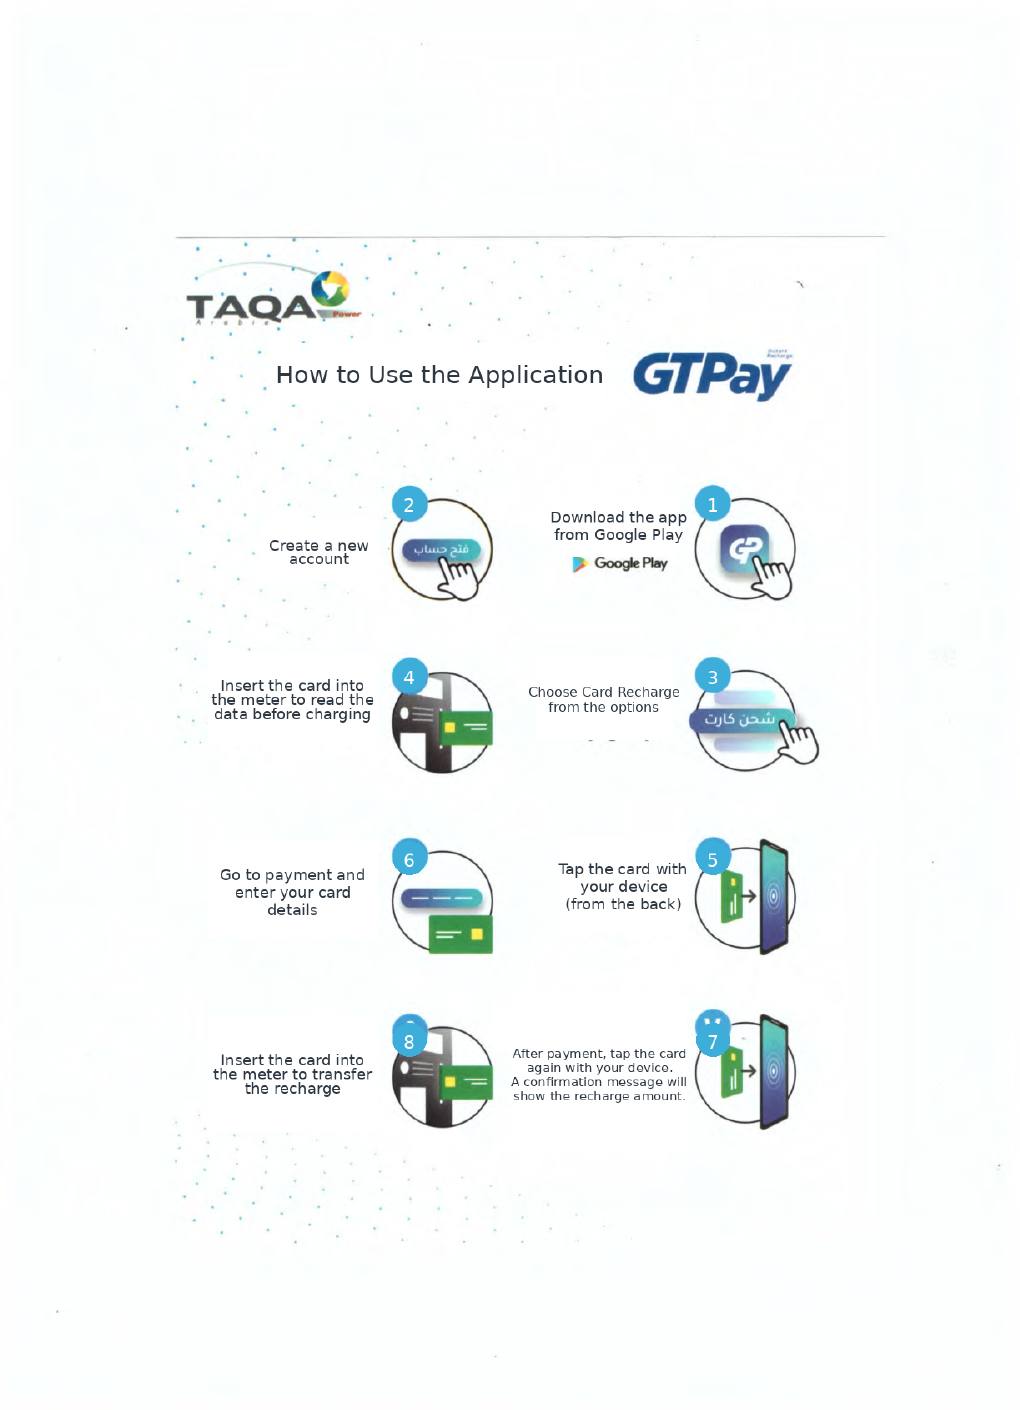 TAQA
Arabia
Power
How to Use the Application
Instant
Recharge
GTPay
1
Download the app
from Google Play
Google Play
GP
2
Create a new
account
فتح حساب
3
Choose Card Recharge
from the options
شحن كارت
4
Insert the card into
the meter to read the
data before charging
5
Tap the card with
your device
(from the back)
6
Go to payment and
enter your card
details
7
After payment, tap the card
again with your device.
A confirmation message will
show the recharge amount.
8
Insert the card into
the meter to transfer
the recharge